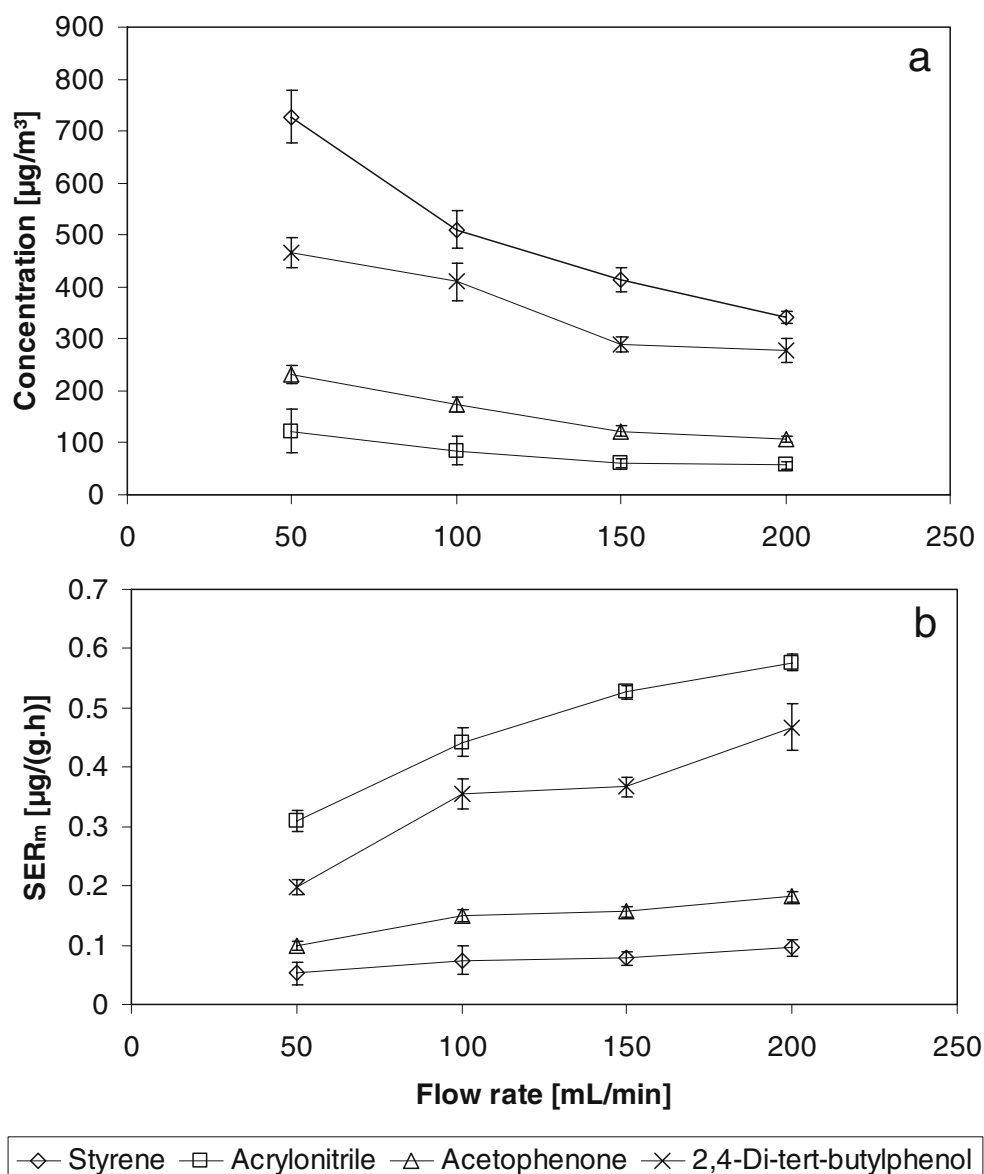 a
900
800
700
600
500
400
300
200
100
0
Concentration [µg/m³]
0 50 100 150 200 250
b
0.7
0.6
0.5
0.4
0.3
0.2
0.1
0
SERm [µg/(g.h)]
0 50 100 150 200 250
Flow rate [mL/min]
Styrene Acrylonitrile Acetophenone 2,4-Di-tert-butylphenol